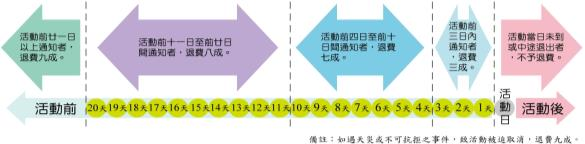 活動前廿一日
以上通知者，
退費九成。
活動前十一日至前廿日
間通知者，退費八成。
活動前四日至前十
日間通知者，退費
七成。
活動前
三日內
通知者，
退費
三成。
活動當日未到
或中途退出者
，不予退費。
活動前
20天 19天 18天 17天 16天 15天 14天 13天 12天 11天 10天 9天 8天 7天 6天 5天 4天 3天 2天 1天
活動日
活動後
備註：如遇天災或不可抗拒之事件，致活動被迫取消，退費九成。